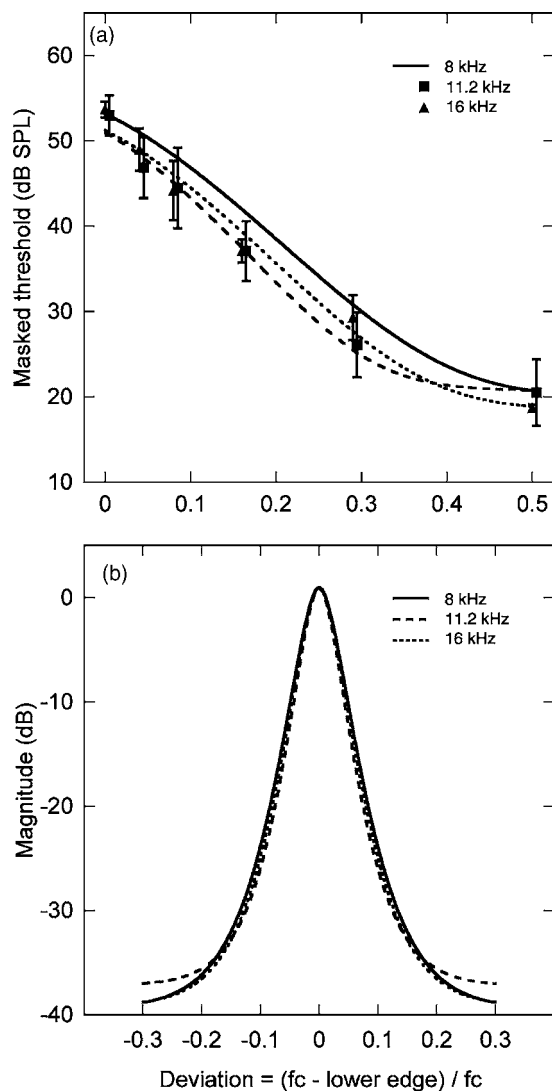 (a)
60
50
40
30
20
10
Masked threshold (dB SPL)
8 kHz
11.2 kHz
16 kHz
0 0.1 0.2 0.3 0.4 0.5
(b)
0
-10
-20
-30
-40
Magnitude (dB)
8 kHz
11.2 kHz
16 kHz
-0.3 -0.2 -0.1 0 0.1 0.2 0.3
Deviation = (fc - lower edge) / fc